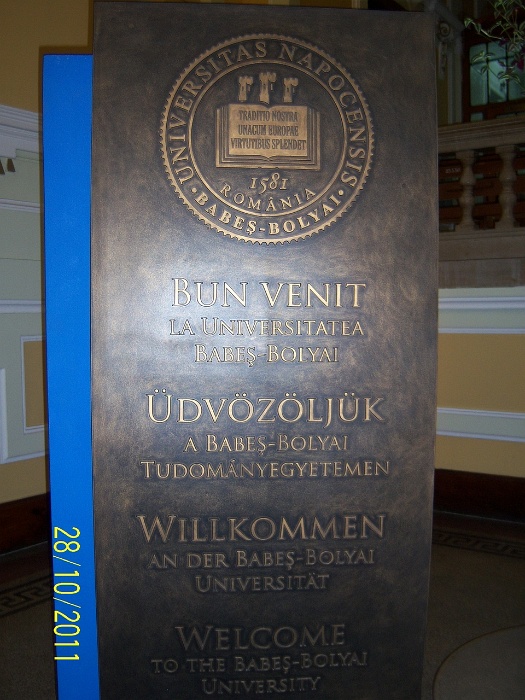 UNIVERSITAS NAPOCENSIS
TRADITIO NOSTRA
UNACUM EUROPAE
VIRTUTIBUS SPLENDET
1581
ROMÂNIA
· BABEŞ-BOLYAI ·
BUN VENIT
LA UNIVERSITATEA
BABEŞ-BOLYAI
ÜDVÖZÖLJÜK
A BABEŞ-BOLYAI
TUDOMÁNYEGYETEMEN
WILLKOMMEN
AN DER BABEŞ-BOLYAI
UNIVERSITÄT
WELCOME
TO THE BABEŞ-BOLYAI
UNIVERSITY
28/10/2011